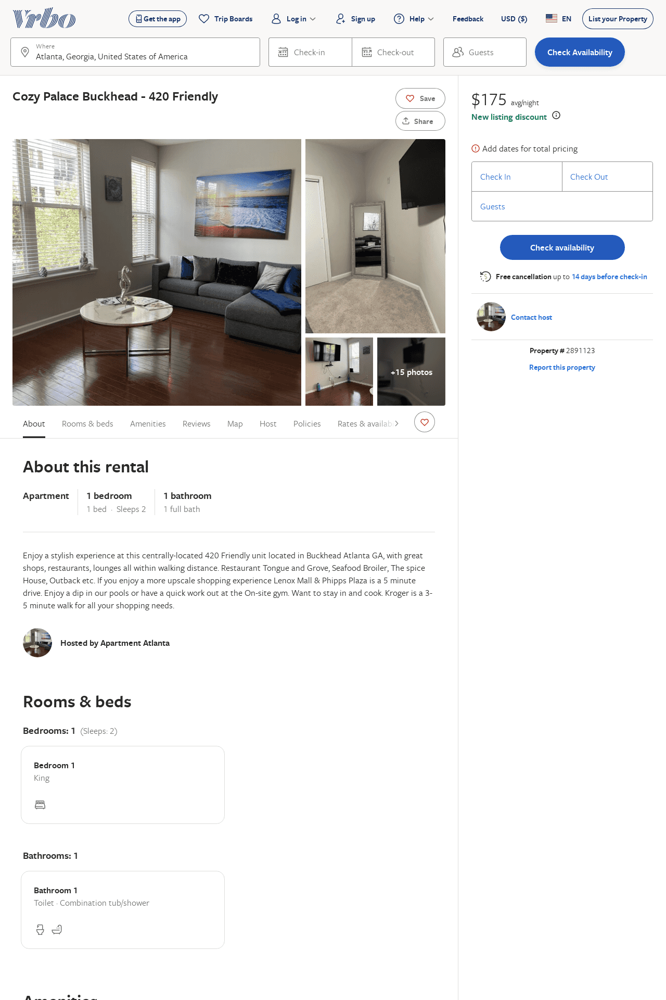 Vrbo
Get the app
Trip Boards
Log in
Sign up
Help
Feedback
USD ($)
EN
List your Property
Where
Atlanta, Georgia, United States of America
Check-in
Check-out
Guests
Check Availability
Cozy Palace Buckhead - 420 Friendly
Save
Share
+15 photos
$175 avg/night
New listing discount
Add dates for total pricing
Check In
Check Out
Guests
Check availability
Free cancellation up to 14 days before check-in
Contact host
Property # 2891123
Report this property
About
Rooms & beds
Amenities
Reviews
Map
Host
Policies
Rates & availab
About this rental
Apartment
1 bedroom
1 bed · Sleeps 2
1 bathroom
1 full bath
Enjoy a stylish experience at this centrally-located 420 Friendly unit located in Buckhead Atlanta GA, with great
shops, restaurants, lounges all within walking distance. Restaurant Tongue and Grove, Seafood Broiler, The spice
House, Outback etc. If you enjoy a more upscale shopping experience Lenox Mall & Phipps Plaza is a 5 minute
drive. Enjoy a dip in our pools or have a quick work out at the On-site gym. Want to stay in and cook. Kroger is a 3-
5 minute walk for all your shopping needs.
Hosted by Apartment Atlanta
Rooms & beds
Bedrooms: 1 (Sleeps: 2)
Bedroom 1
King
Bathrooms: 1
Bathroom 1
Toilet · Combination tub/shower
Amenities